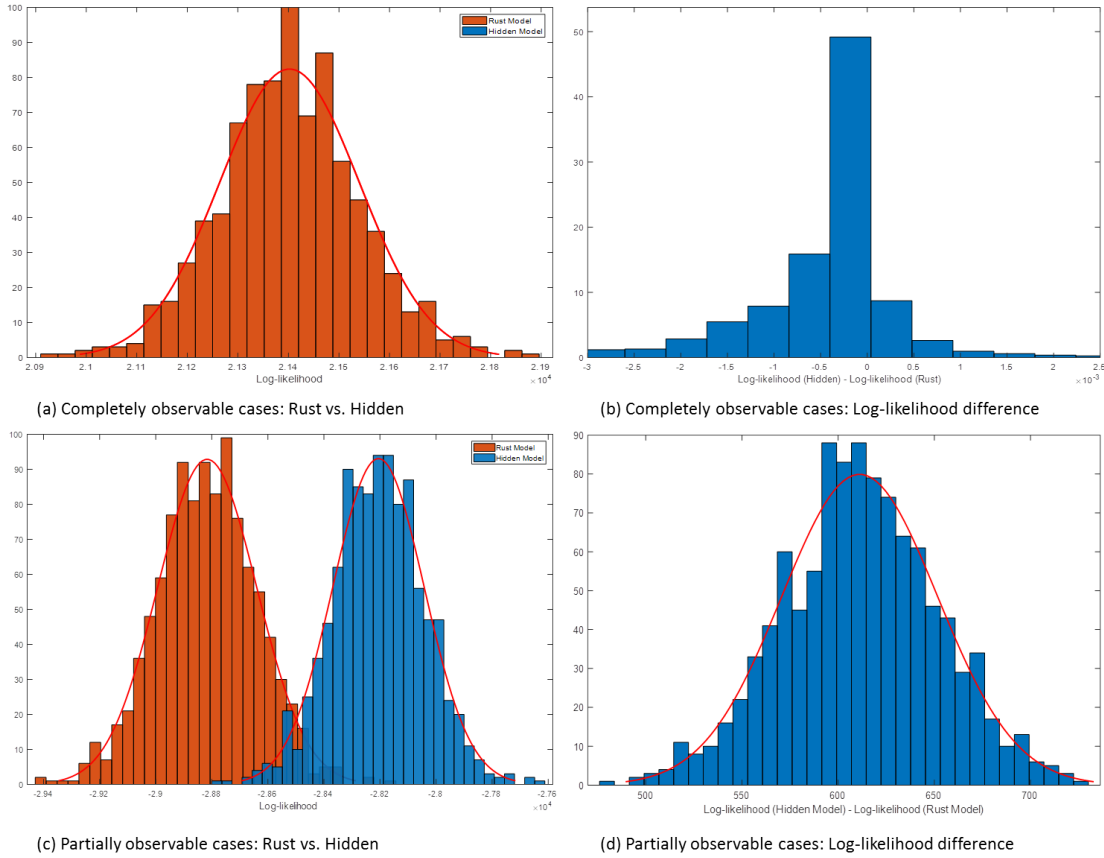 100
90
80
70
60
50
40
30
20
10
0
2.09 2.1 2.11 2.12 2.13 2.14 2.15 2.16 2.17 2.18 2.19
×10⁴
Log-likelihood
Rust Model
Hidden Model
(a) Completely observable cases: Rust vs. Hidden
50
40
30
20
10
0
-3 -2.5 -2 -1.5 -1 -0.5 0 0.5 1 1.5 2 2.5
×10⁻³
Log-likelihood (Hidden) - Log-likelihood (Rust)
(b) Completely observable cases: Log-likelihood difference
100
90
80
70
60
50
40
30
20
10
0
-2.94 -2.92 -2.9 -2.88 -2.86 -2.84 -2.82 -2.8 -2.78 -2.76
×10⁴
Log-likelihood
Rust Model
Hidden Model
(c) Partially observable cases: Rust vs. Hidden
90
80
70
60
50
40
30
20
10
0
500 550 600 650 700
Log-likelihood (Hidden Model) - Log-likelihood (Rust Model)
(d) Partially observable cases: Log-likelihood difference